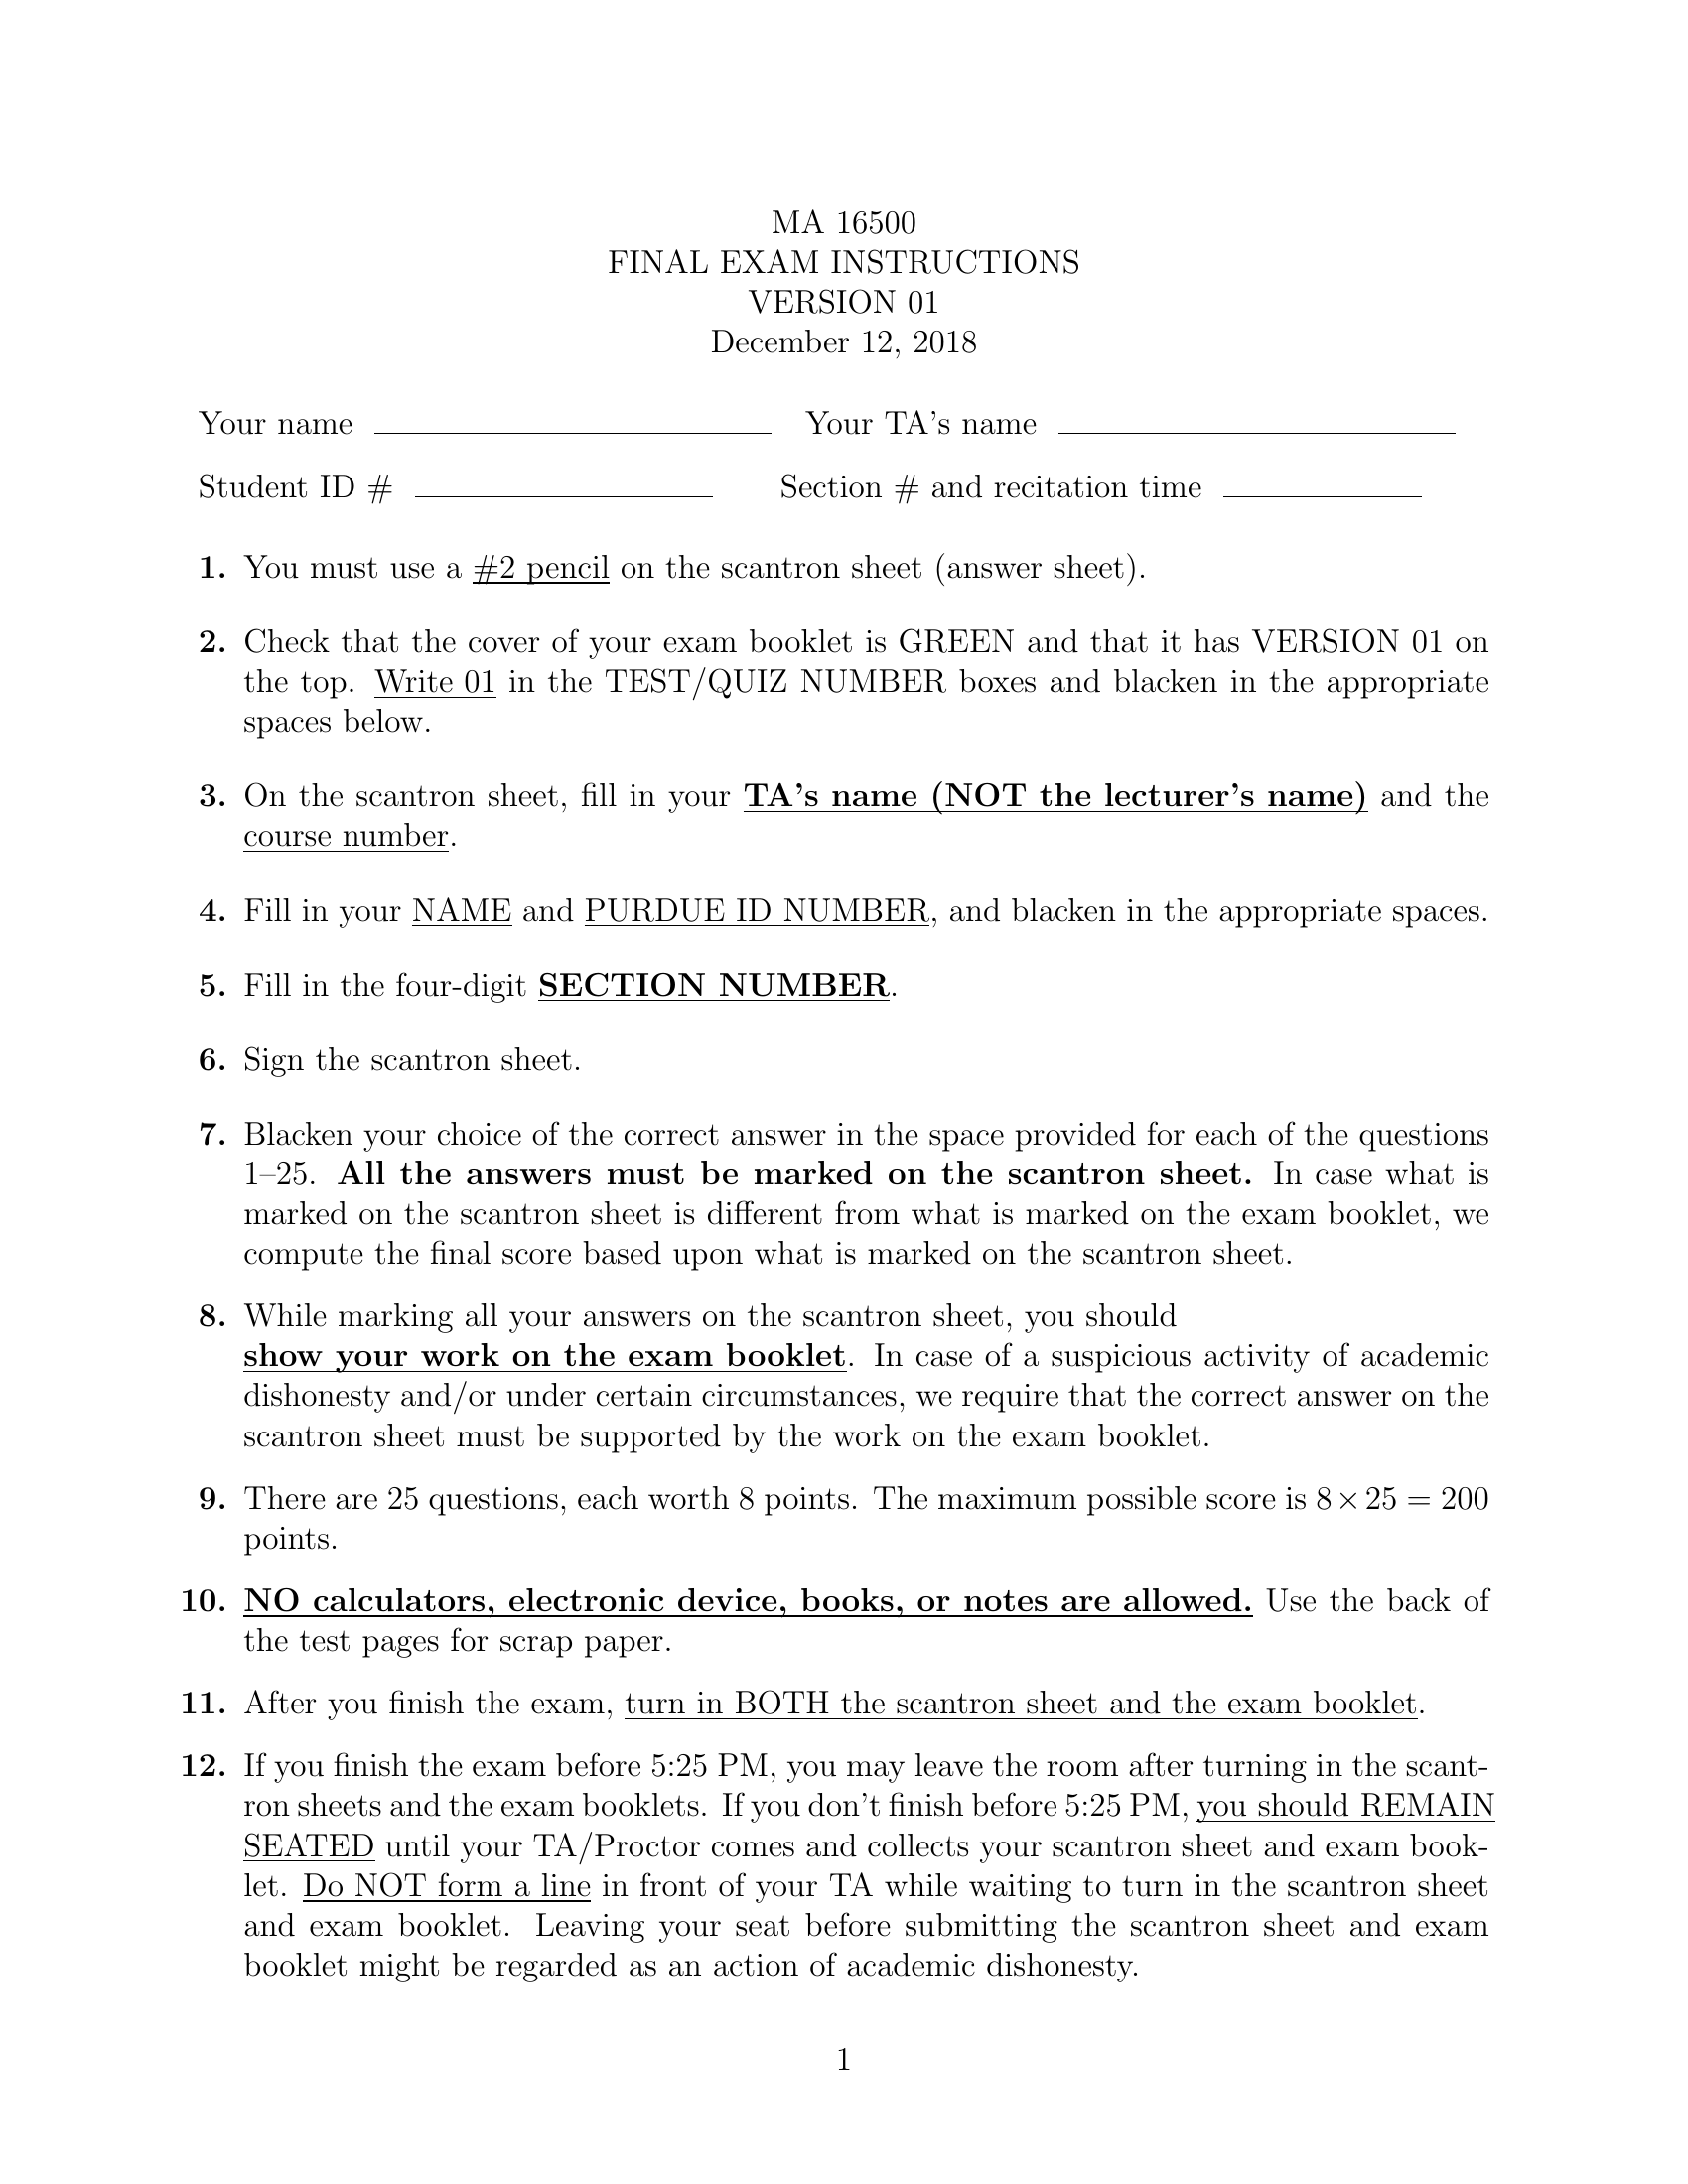 MA 16500
FINAL EXAM INSTRUCTIONS
VERSION 01
December 12, 2018
Your name Your TA's name
Student ID # Section # and recitation time
1. You must use a #2 pencil on the scantron sheet (answer sheet).
2. Check that the cover of your exam booklet is GREEN and that it has VERSION 01 on
the top. Write 01 in the TEST/QUIZ NUMBER boxes and blacken in the appropriate
spaces below.
3. On the scantron sheet, fill in your TA's name (NOT the lecturer's name) and the
course number.
4. Fill in your NAME and PURDUE ID NUMBER, and blacken in the appropriate spaces.
5. Fill in the four-digit SECTION NUMBER.
6. Sign the scantron sheet.
7. Blacken your choice of the correct answer in the space provided for each of the questions
1–25. All the answers must be marked on the scantron sheet. In case what is
marked on the scantron sheet is different from what is marked on the exam booklet, we
compute the final score based upon what is marked on the scantron sheet.
8. While marking all your answers on the scantron sheet, you should
show your work on the exam booklet. In case of a suspicious activity of academic
dishonesty and/or under certain circumstances, we require that the correct answer on the
scantron sheet must be supported by the work on the exam booklet.
9. There are 25 questions, each worth 8 points. The maximum possible score is 8 × 25 = 200
points.
10. NO calculators, electronic device, books, or notes are allowed. Use the back of
the test pages for scrap paper.
11. After you finish the exam, turn in BOTH the scantron sheet and the exam booklet.
12. If you finish the exam before 5:25 PM, you may leave the room after turning in the scant-
ron sheets and the exam booklets. If you don't finish before 5:25 PM, you should REMAIN
SEATED until your TA/Proctor comes and collects your scantron sheet and exam book-
let. Do NOT form a line in front of your TA while waiting to turn in the scantron sheet
and exam booklet. Leaving your seat before submitting the scantron sheet and exam
booklet might be regarded as an action of academic dishonesty.
1